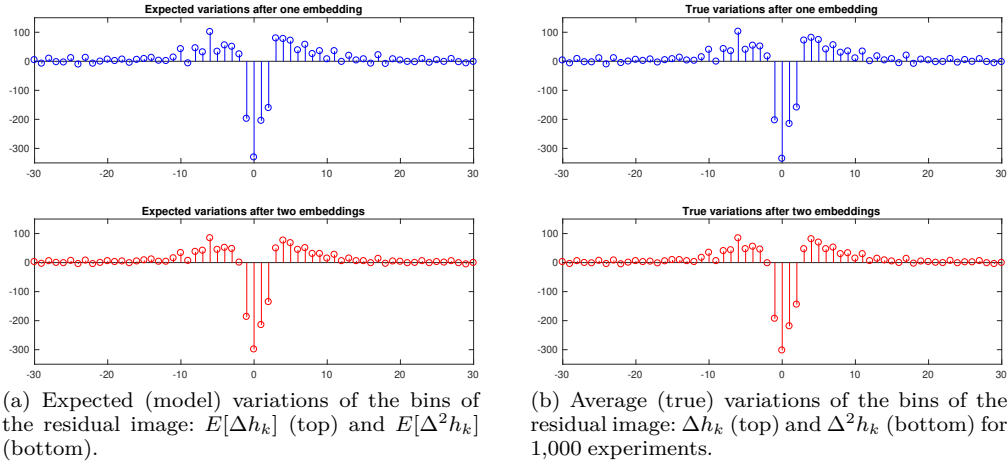 Expected variations after one embedding
100
0
-100
-200
-300
-30 -20 -10 0 10 20 30
Expected variations after two embeddings
100
0
-100
-200
-300
-30 -20 -10 0 10 20 30
(a) Expected (model) variations of the bins of
the residual image: E[Δh_k] (top) and E[Δ²h_k]
(bottom).
True variations after one embedding
100
0
-100
-200
-300
-30 -20 -10 0 10 20 30
True variations after two embeddings
100
0
-100
-200
-300
-30 -20 -10 0 10 20 30
(b) Average (true) variations of the bins of the
residual image: Δh_k (top) and Δ²h_k (bottom) for
1,000 experiments.